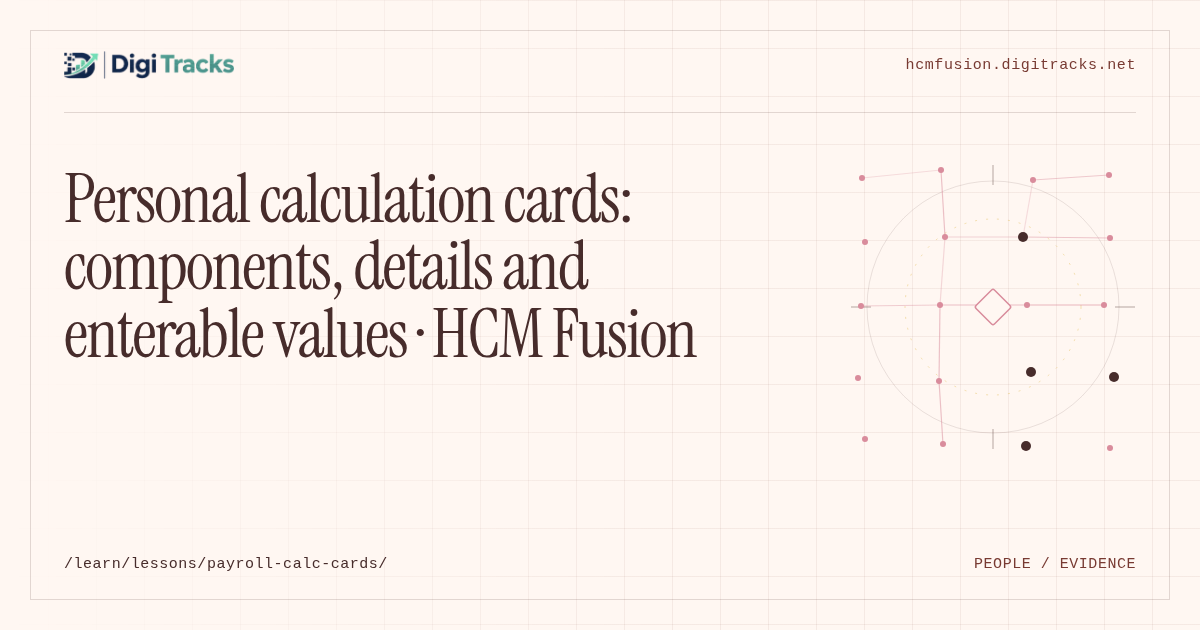 Digi Tracks
hcmfusion.digitracks.net
Personal calculation cards:
components, details and
enterable values · HCM Fusion
/learn/lessons/payroll-calc-cards/
PEOPLE / EVIDENCE